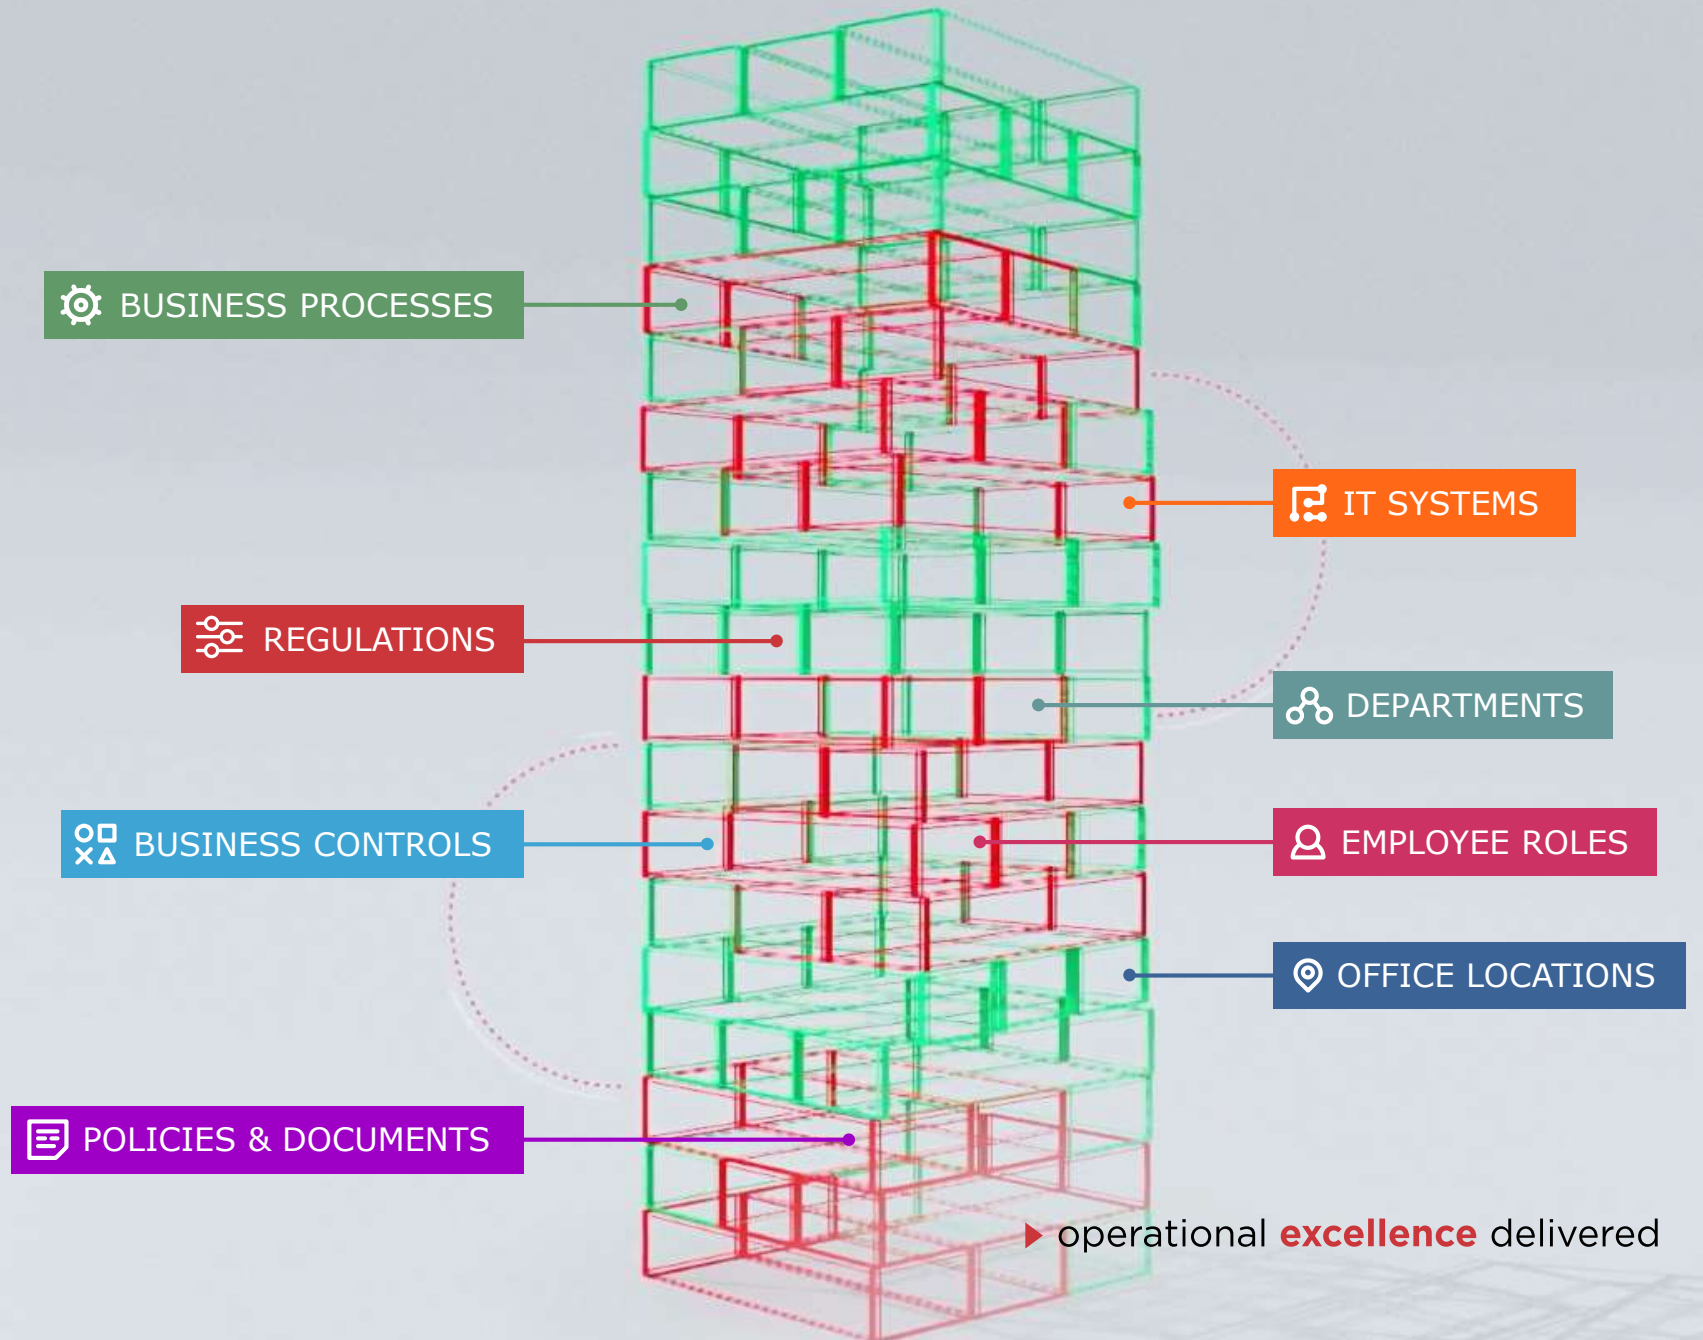 BUSINESS PROCESSES
IT SYSTEMS
REGULATIONS
DEPARTMENTS
BUSINESS CONTROLS
EMPLOYEE ROLES
OFFICE LOCATIONS
POLICIES & DOCUMENTS
operational excellence delivered